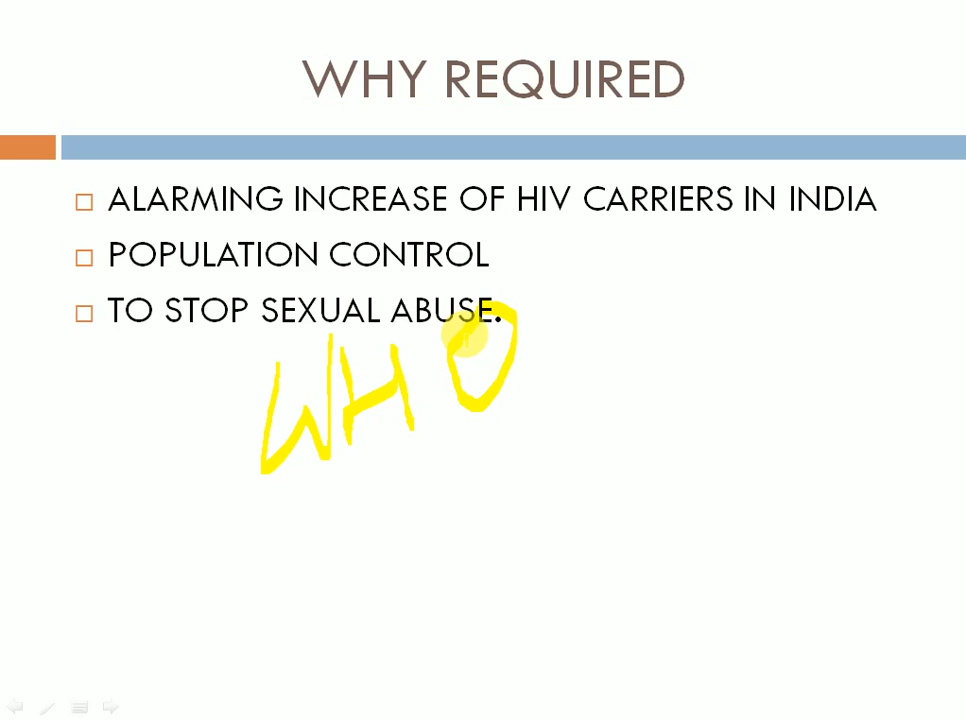 WHY REQUIRED
ALARMING INCREASE OF HIV CARRIERS IN INDIA
POPULATION CONTROL
TO STOP SEXUAL ABUSE.
WHO